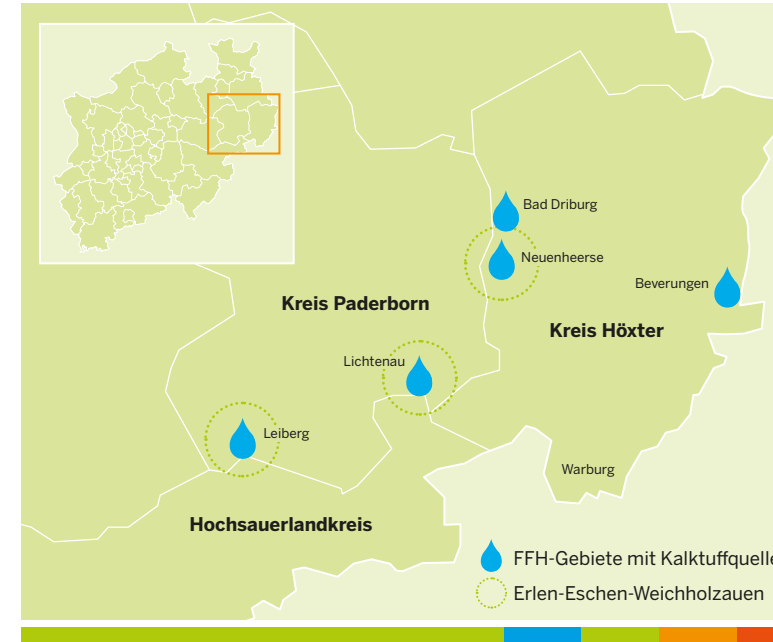 Bad Driburg
Neuenheerse
Beverungen
Kreis Paderborn
Kreis Höxter
Lichtenau
Leiberg
Warburg
Hochsauerlandkreis
FFH-Gebiete mit Kalktuffquelle
Erlen-Eschen-Weichholzauen